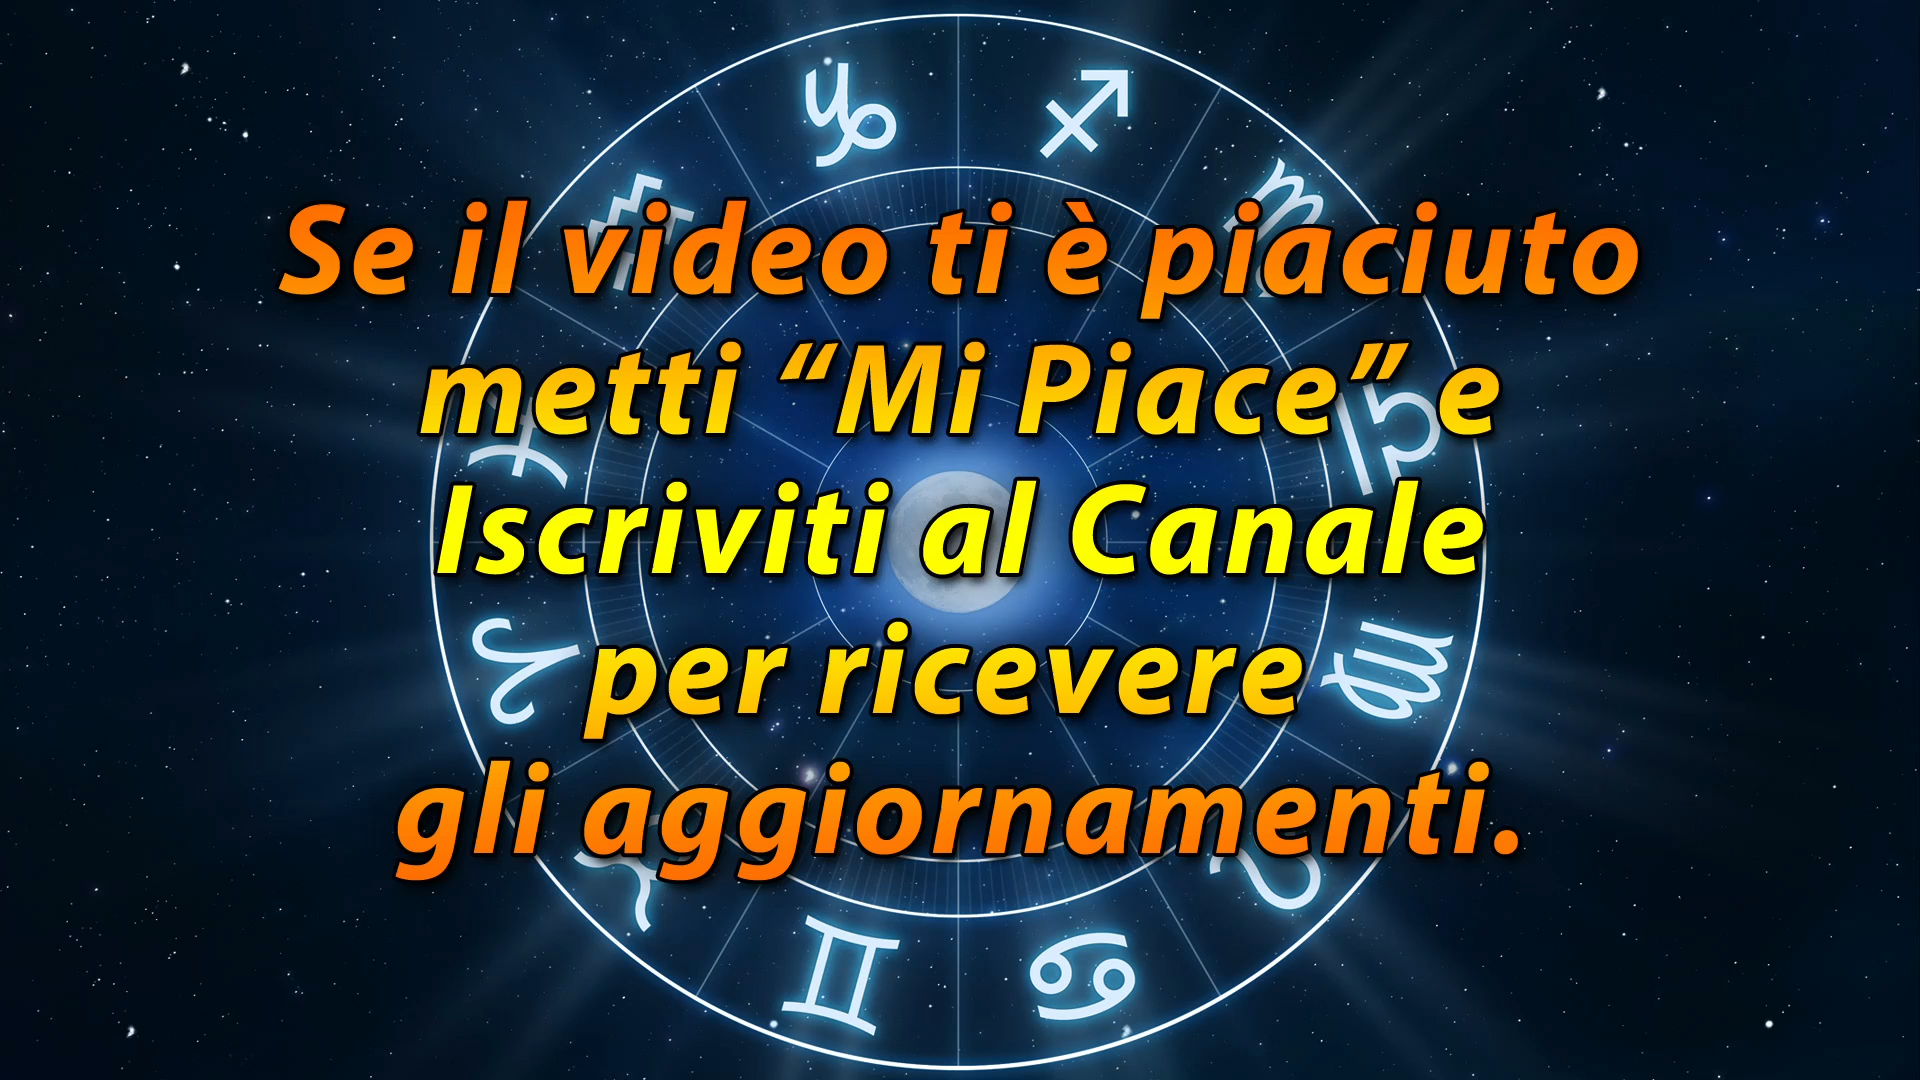 Se il video ti è piaciuto
metti “Mi Piace” e
Iscriviti al Canale
per ricevere
gli aggiornamenti.